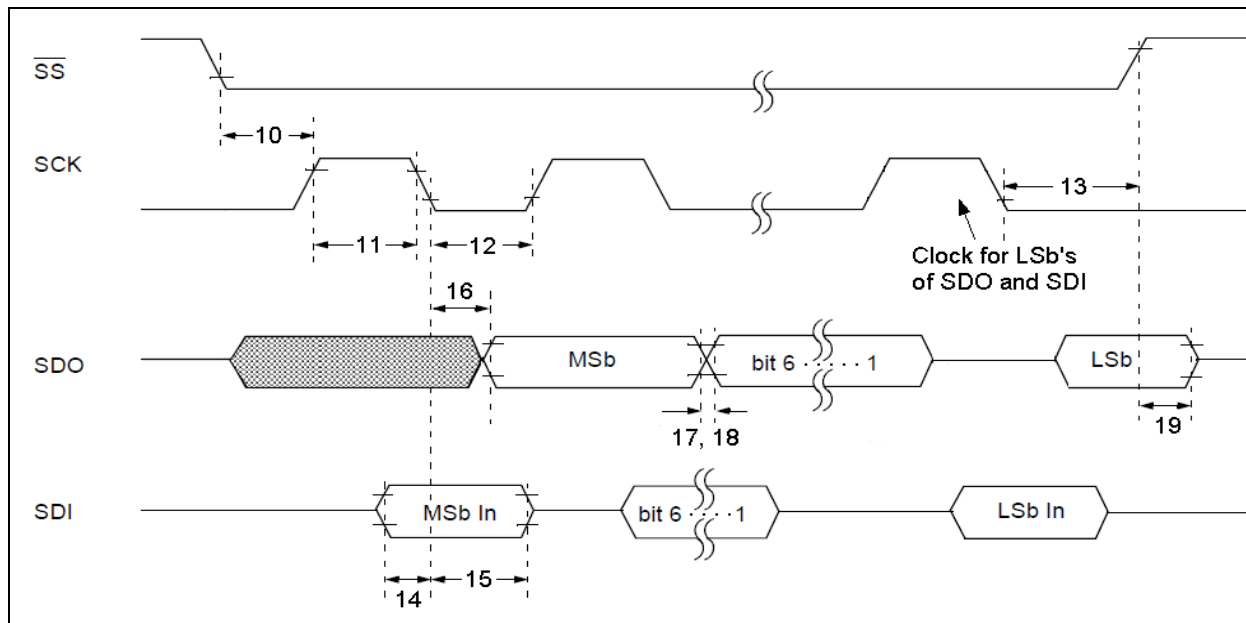 SS
10
SCK
13
11
12
Clock for LSb's
of SDO and SDI
16
SDO
MSb
bit 6 · · · · · 1
LSb
17, 18
19
SDI
MSb In
bit 6 · · · · · 1
LSb In
14
15